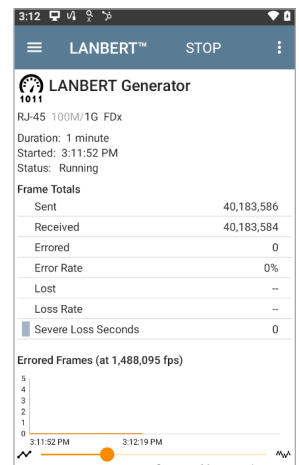 3:12
LANBERT™ STOP
1011
LANBERT Generator
RJ-45 100M/1G FDx
Duration: 1 minute
Started: 3:11:52 PM
Status: Running
Frame Totals
Sent 40,183,586
Received 40,183,584
Errored 0
Error Rate 0%
Lost --
Loss Rate --
Severe Loss Seconds 0
Errored Frames (at 1,488,095 fps)
5
4
3
2
1
0
3:11:52 PM 3:12:19 PM